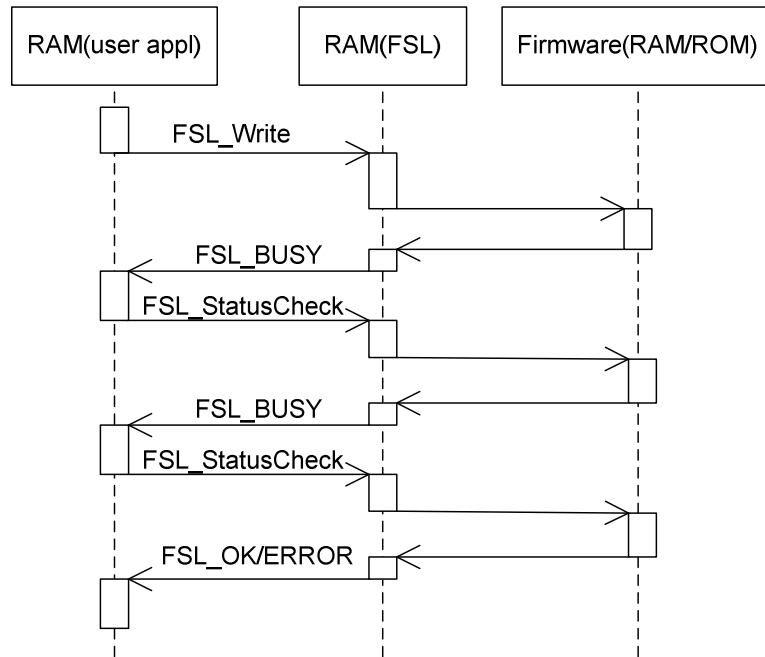 RAM(user appl)
RAM(FSL)
Firmware(RAM/ROM)
FSL_Write
FSL_BUSY
FSL_StatusCheck
FSL_BUSY
FSL_StatusCheck
FSL_OK/ERROR